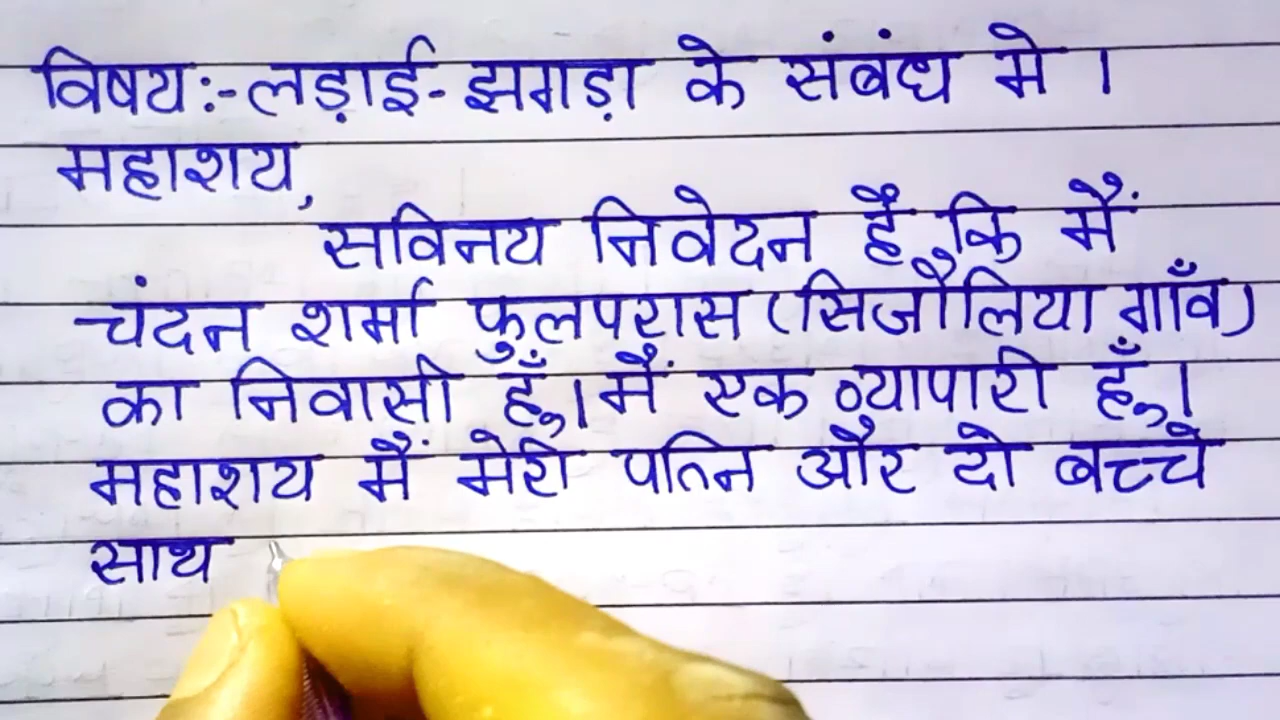 विषय:-लड़ाई-झगड़ा के संबंध मे ।
महाशय,
सविनय निवेदन है कि मैं
चंदन शर्मा फुलपरास (सिजौलिया गाँव)
का निवासी हूँ। मैं एक व्यापारी हूँ।
महाशय मैं मेरी पत्नि और दो बच्चे
साथ